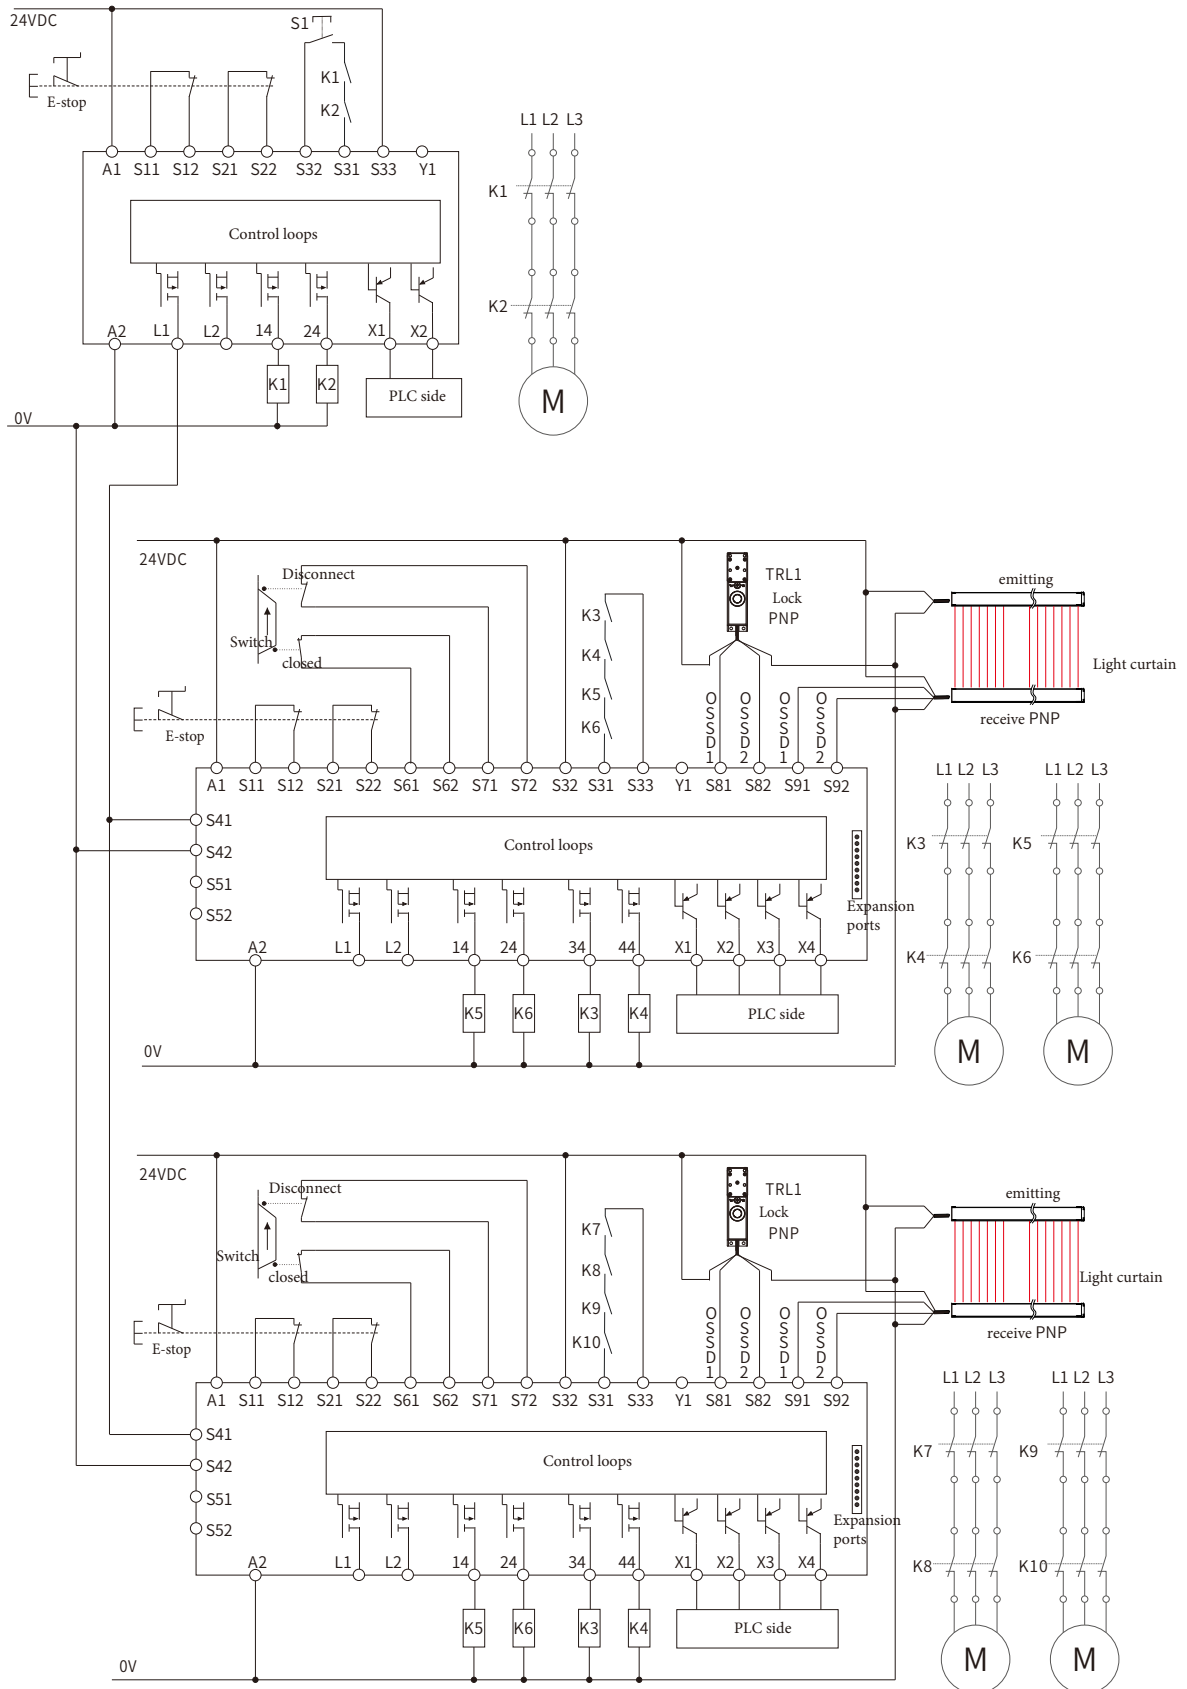 24VDC
S1
K1
K2
E-stop
A1 S11 S12 S21 S22 S32 S31 S33 Y1
Control loops
A2 L1 L2 14 24 X1 X2
K1 K2 PLC side
0V
L1 L2 L3
K1
K2
M
24VDC
Disconnect
Switch
closed
E-stop
K3
K4
K5
K6
TRL1
Lock
PNP
OSSD1 OSSD2 OSSD1 OSSD2
emitting
Light curtain
receive PNP
A1 S11 S12 S21 S22 S61 S62 S71 S72 S32 S31 S33 Y1 S81 S82 S91 S92
S41
S42
S51
S52
Control loops
Expansion
ports
A2 L1 L2 14 24 34 44 X1 X2 X3 X4
K5 K6 K3 K4 PLC side
0V
L1 L2 L3 L1 L2 L3
K3 K5
K4 K6
M M
24VDC
Disconnect
Switch
closed
E-stop
K7
K8
K9
K10
TRL1
Lock
PNP
OSSD1 OSSD2 OSSD1 OSSD2
emitting
Light curtain
receive PNP
A1 S11 S12 S21 S22 S61 S62 S71 S72 S32 S31 S33 Y1 S81 S82 S91 S92
S41
S42
S51
S52
Control loops
Expansion
ports
A2 L1 L2 14 24 34 44 X1 X2 X3 X4
K5 K6 K3 K4 PLC side
0V
L1 L2 L3 L1 L2 L3
K7 K9
K8 K10
M M